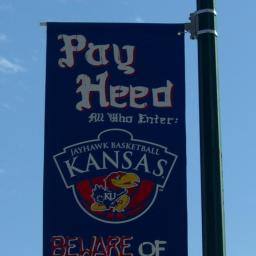 Pay
Heed
All Who Enter:
JAYHAWK BASKETBALL
KANSAS
KU
BEWARE OF